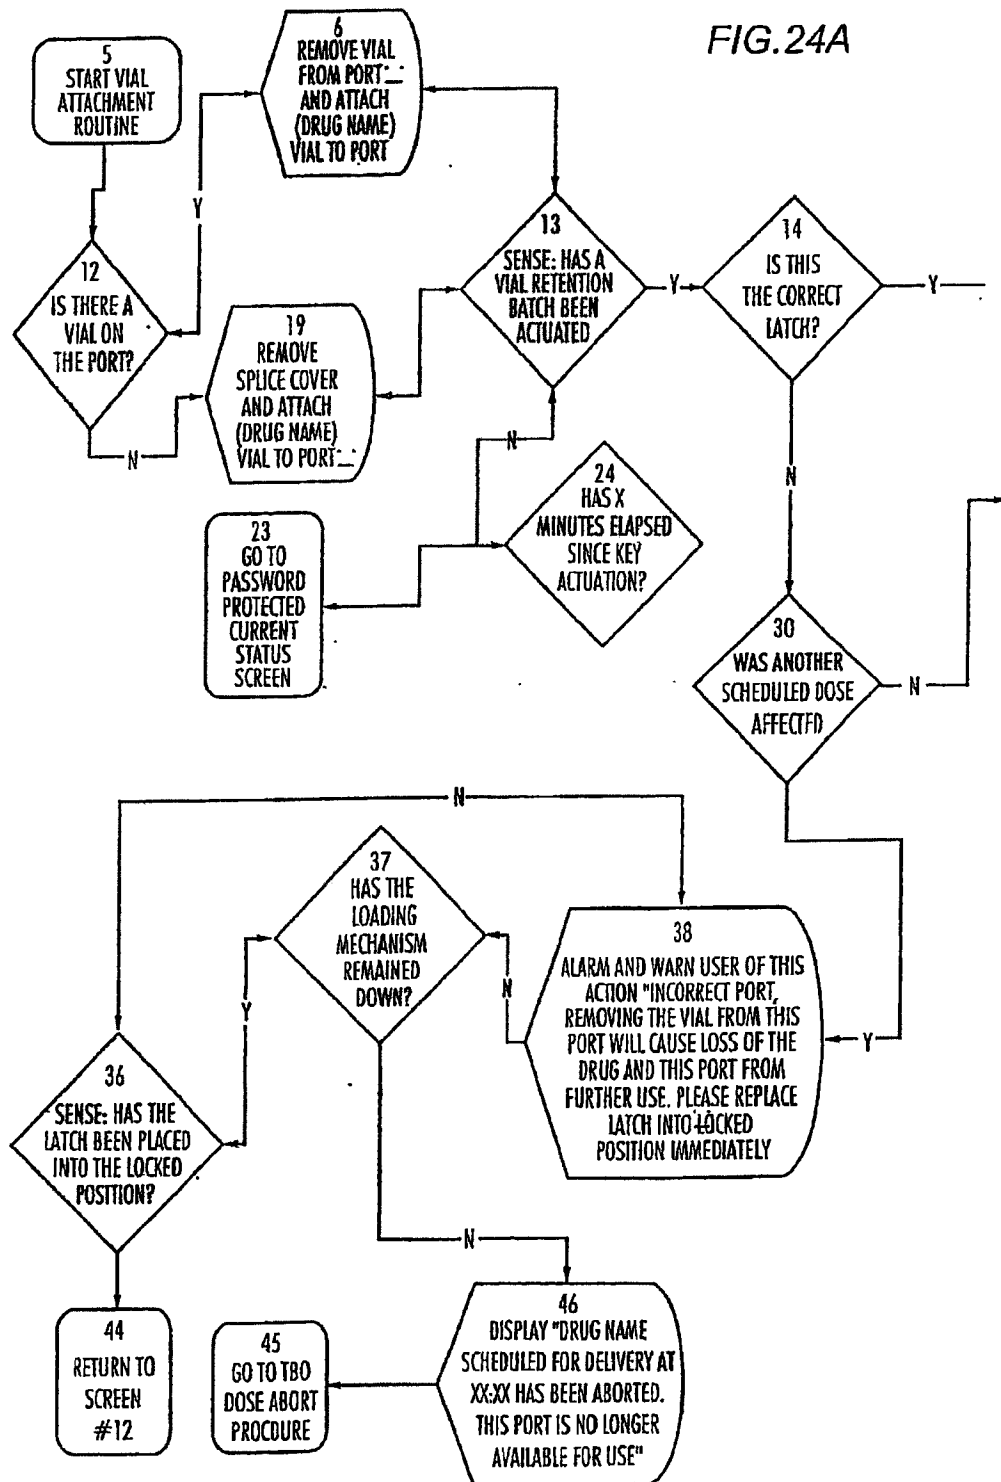 FIG.24A
5
START VIAL
ATTACHMENT
ROUTINE
6
REMOVE VIAL
FROM PORT:_:
AND ATTACH
(DRUG NAME)
VIAL TO PORT
Y
12
IS THERE A
VIAL ON
THE PORT?
N
19
REMOVE
SPLICE COVER
AND ATTACH
(DRUG NAME)
VIAL TO PORT:_:
13
SENSE: HAS A
VIAL RETENTION
BATCH BEEN
ACTUATED
Y
14
IS THIS
THE CORRECT
LATCH?
Y
N
N
24
HAS X
MINUTES ELAPSED
SINCE KEY
ACTUATION?
23
GO TO
PASSWORD
PROTECTED
CURRENT
STATUS
SCREEN
30
WAS ANOTHER
SCHEDULED DOSE
AFFECTFD
N
Y
N
37
HAS THE
LOADING
MECHANISM
REMAINED
DOWN?
N
Y
38
ALARM AND WARN USER OF THIS
ACTION "INCORRECT PORT,
REMOVING THE VIAL FROM THIS
PORT WILL CAUSE LOSS OF THE
DRUG AND THIS PORT FROM
FURTHER USE. PLEASE REPLACE
LATCH INTO LOCKED
POSITION IMMEDIATELY
36
SENSE: HAS THE
LATCH BEEN PLACED
INTO THE LOCKED
POSITION?
N
44
RETURN TO
SCREEN
#12
45
GO TO TBO
DOSE ABORT
PROCDURE
46
DISPLAY "DRUG NAME
SCHEDULED FOR DELIVERY AT
XX:XX HAS BEEN ABORTED.
THIS PORT IS NO LONGER
AVAILABLE FOR USE"